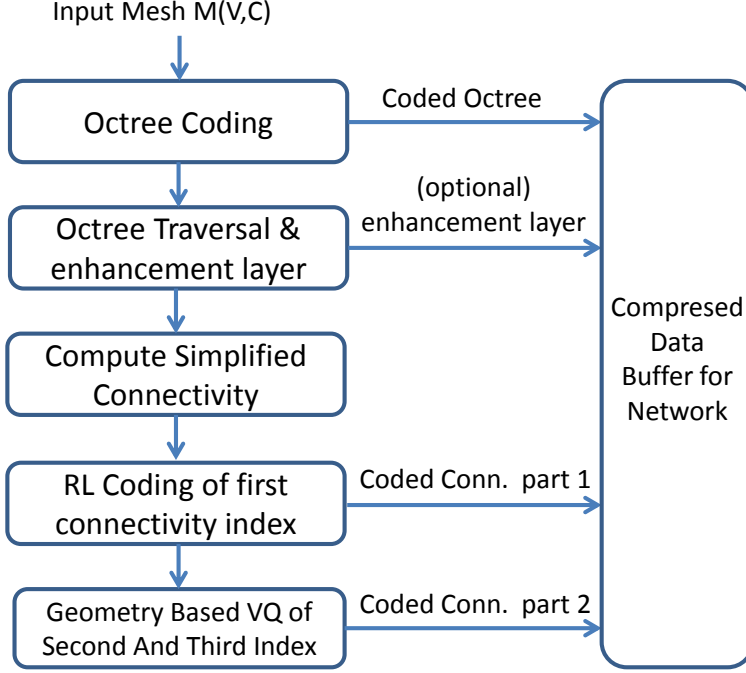 Input Mesh M(V,C)
Octree Coding
Coded Octree
Octree Traversal &
enhancement layer
(optional)
enhancement layer
Compute Simplified
Connectivity
RL Coding of first
connectivity index
Coded Conn. part 1
Geometry Based VQ of
Second And Third Index
Coded Conn. part 2
Compresed
Data
Buffer for
Network